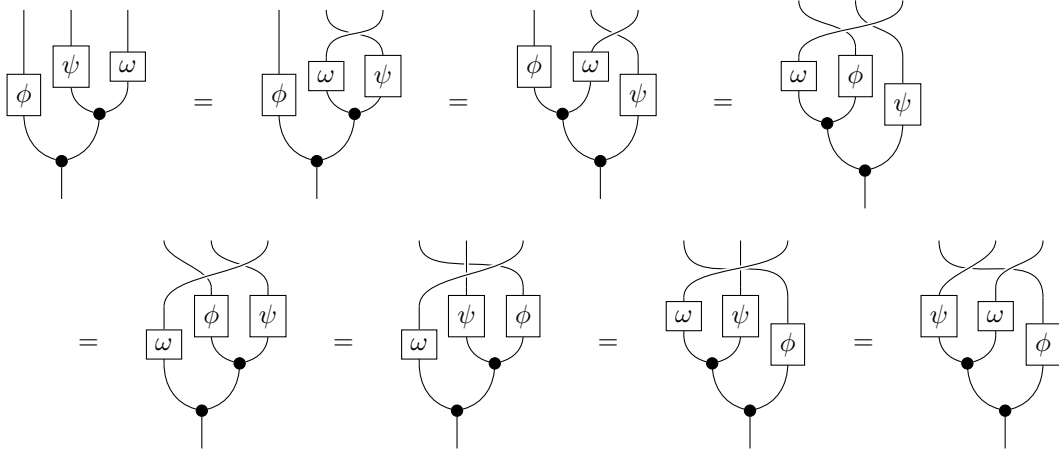 ϕ ψ ω = ϕ ω ψ = ϕ ω ψ = ω ϕ ψ
= ω ϕ ψ = ω ψ ϕ = ω ψ ϕ = ψ ω ϕ